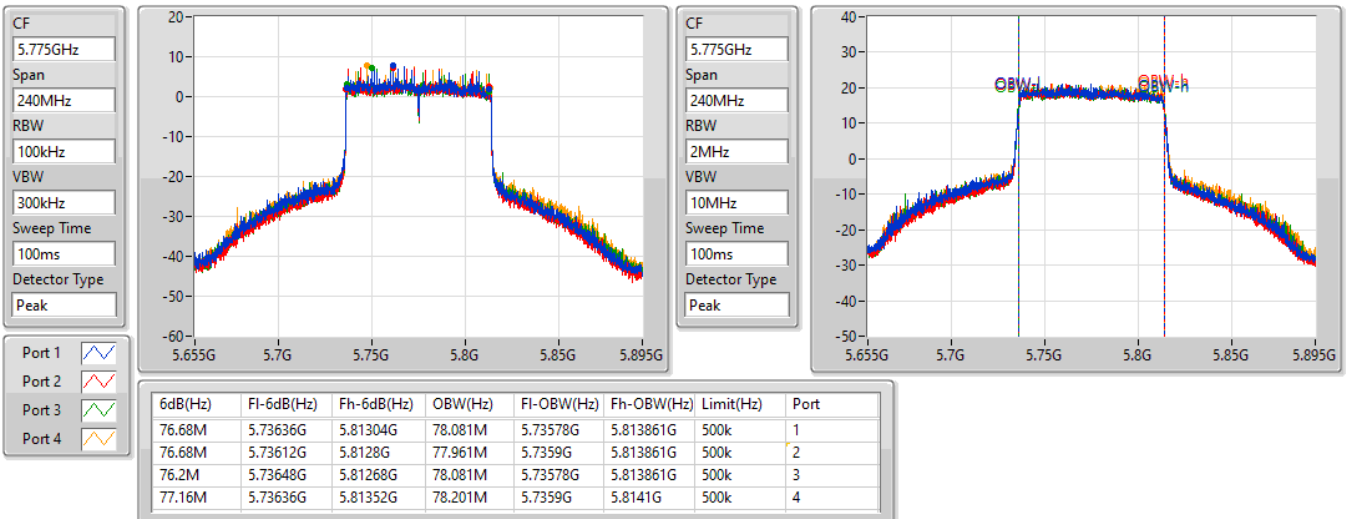 CF
5.775GHz
Span
240MHz
RBW
100kHz
VBW
300kHz
Sweep Time
100ms
Detector Type
Peak
20
10
0
-10
-20
-30
-40
-50
-60
5.655G 5.7G 5.75G 5.8G 5.85G 5.895G
CF
5.775GHz
Span
240MHz
RBW
2MHz
VBW
10MHz
Sweep Time
100ms
Detector Type
Peak
40
30
20
10
0
-10
-20
-30
-40
-50
OBW-l OBW-h
5.655G 5.7G 5.75G 5.8G 5.85G 5.895G
Port 1
Port 2
Port 3
Port 4
6dB(Hz) Fl-6dB(Hz) Fh-6dB(Hz) OBW(Hz) Fl-OBW(Hz) Fh-OBW(Hz) Limit(Hz) Port
76.68M 5.73636G 5.81304G 78.081M 5.73578G 5.813861G 500k 1
76.68M 5.73612G 5.8128G 77.961M 5.7359G 5.813861G 500k 2
76.2M 5.73648G 5.81268G 78.081M 5.73578G 5.813861G 500k 3
77.16M 5.73636G 5.81352G 78.201M 5.7359G 5.8141G 500k 4